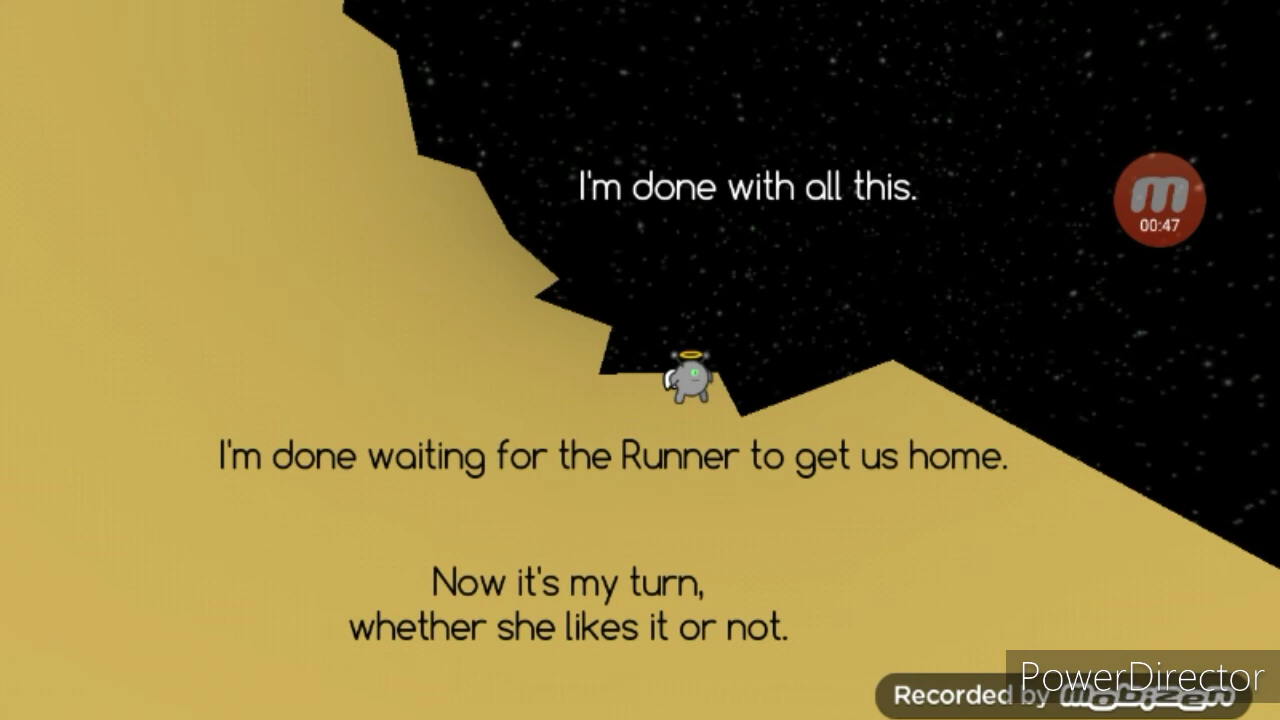 I'm done with all this.
m
00:47
I'm done waiting for the Runner to get us home.
Now it's my turn,
whether she likes it or not.
PowerDirector
Recorded by mobizen